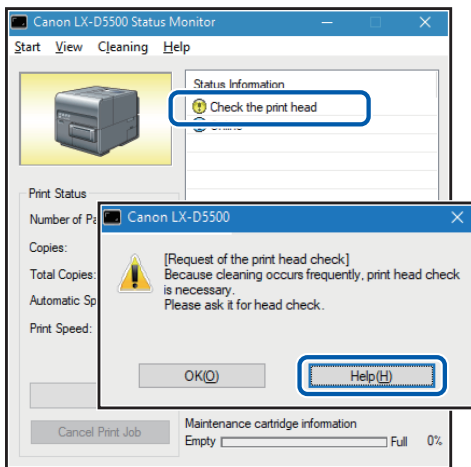 Canon LX-D5500 Status Monitor
Start View Cleaning Help
Status Information
Check the print head
Print Status
Number of
Copies:
Total Copies:
Automatic
Print Speed:
Canon LX-D5500
[Request of the print head check]
Because cleaning occurs frequently, print head check
is necessary.
Please ask it for head check.
OK(O)
Help(H)
Cancel Print Job
Maintenance cartridge information
Empty Full 0%